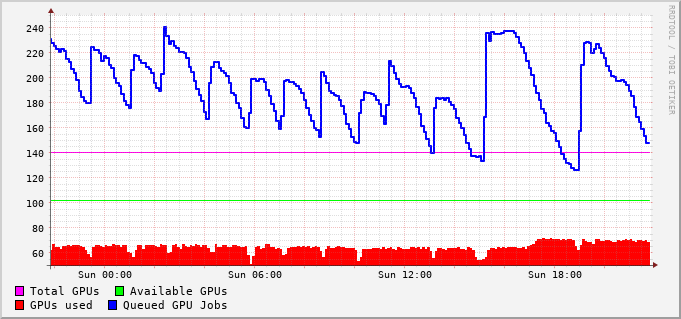 RRDTOOL / TOBI OETIKER
240
220
200
180
160
140
120
100
80
60
Sun 00:00 Sun 06:00 Sun 12:00 Sun 18:00
Total GPUs Available GPUs
GPUs used Queued GPU Jobs